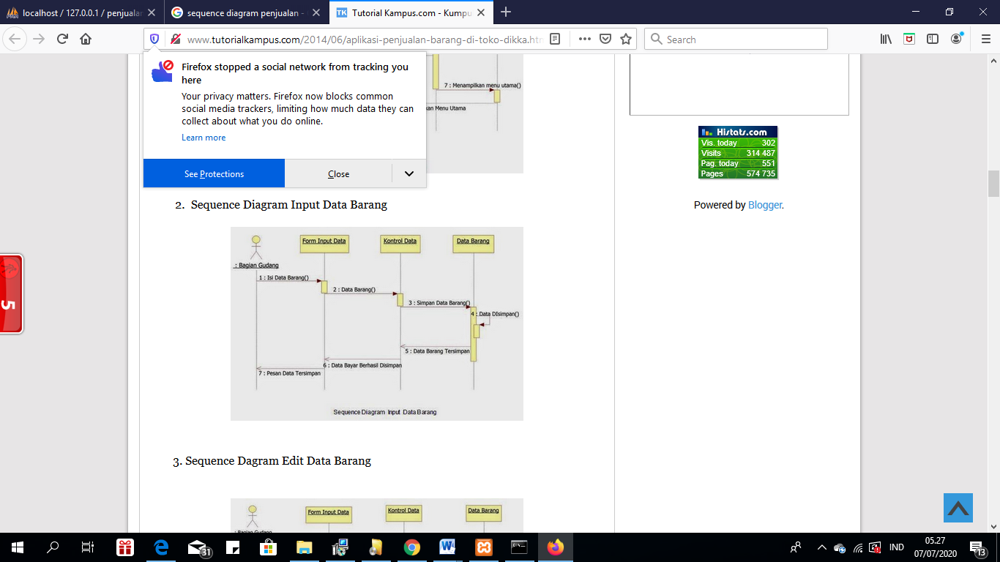 localhost / 127.0.0.1 / penjualan
sequence diagram penjualan -
TK Tutorial Kampus.com - Kumpu
www.tutorialkampus.com/2014/06/aplikasi-penjualan-barang-di-toko-dikka.htm
Search
Firefox stopped a social network from tracking you
here
Your privacy matters. Firefox now blocks common
social media trackers, limiting how much data they can
collect about what you do online.
Learn more
See Protections
Close
7 : Menampilkan menu utama()
kan Menu Utama
Histats.com
Vis. today 302
Visits 314 487
Pag. today 551
Pages 574 735
Powered by Blogger.
2. Sequence Diagram Input Data Barang
Form Input Data
Kontrol Data
Data Barang
: Bagian Gudang
1 : Isi Data Barang()
2 : Data Barang()
3 : Simpan Data Barang()
4 : Data DIsimpan()
5 : Data Barang Tersimpan
6 : Data Bayar Berhasil Disimpan
7 : Pesan Data Tersimpan
Sequence Diagram Input Data Barang
3. Sequence Dagram Edit Data Barang
Form Input Data
Kontrol Data
Data Barang
: Bagian Gudang
5
31
IND
05.27
07/07/2020
13